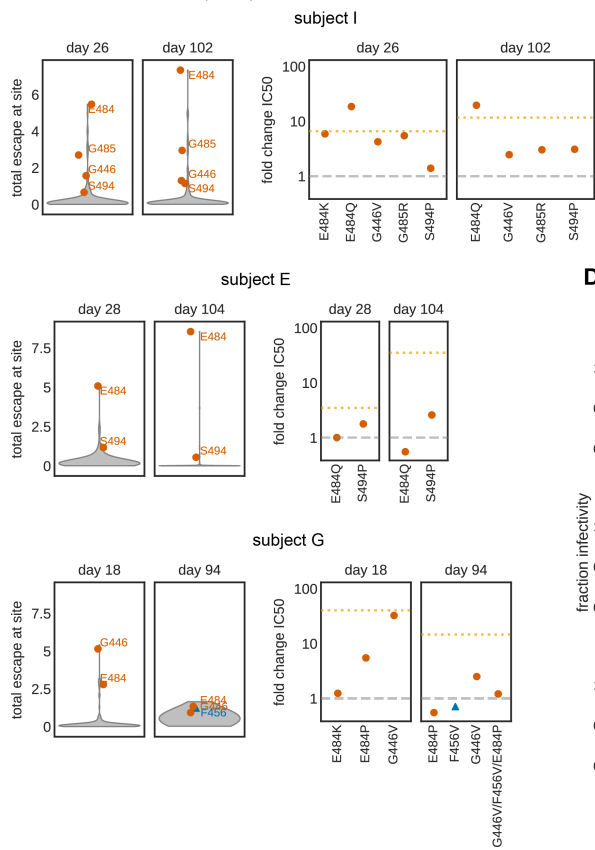 subject I
day 26
day 102
day 26
day 102
total escape at site
6
4
2
0
E484
G485
G446
S494
E484
G485
G446
S494
fold change IC50
100
10
1
E484K
E484Q
G446V
G485R
S494P
E484Q
G446V
G485R
S494P
subject E
D
day 28
day 104
day 28
day 104
total escape at site
7.5
5
2.5
0
E484
S494
E484
S494
fold change IC50
100
10
1
E484Q
S494P
E484Q
S494P
fraction infectivity
subject G
day 18
day 94
day 18
day 94
total escape at site
7.5
5
2.5
0
G446
E484
E484
G446
F456
fold change IC50
100
10
1
E484K
E484P
G446V
E484P
F456V
G446V
G446V/F456V/E484P